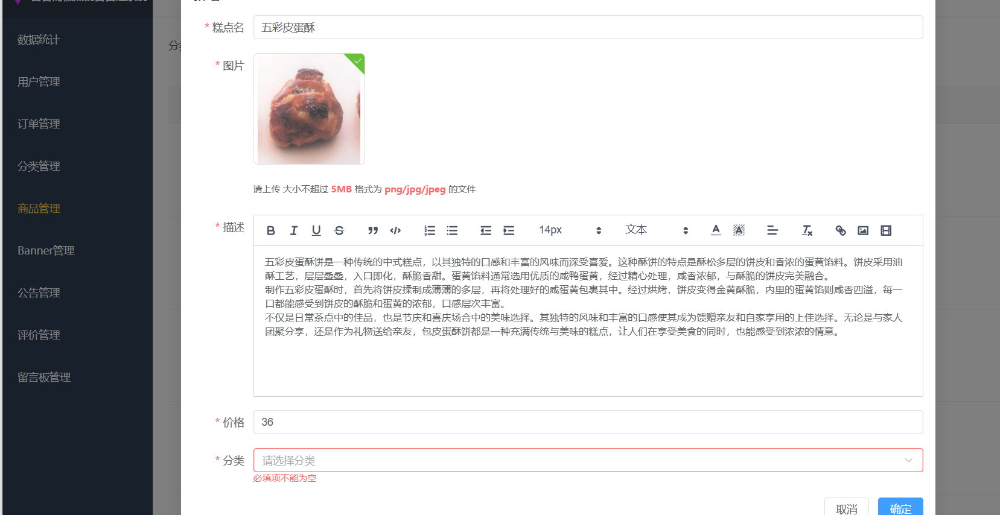 数据统计
用户管理
订单管理
分类管理
商品管理
Banner管理
公告管理
评价管理
留言板管理
分
* 糕点名
五彩皮蛋酥
* 图片
请上传 大小不超过 5MB 格式为 png/jpg/jpeg 的文件
* 描述
14px
文本
五彩皮蛋酥饼是一种传统的中式糕点，以其独特的口感和丰富的风味而深受喜爱。这种酥饼的特点是酥松多层的饼皮和香浓的蛋黄馅料。饼皮采用油
酥工艺，层层叠叠，入口即化，酥脆香甜。蛋黄馅料通常选用优质的咸鸭蛋黄，经过精心处理，咸香浓郁，与酥脆的饼皮完美融合。
制作五彩皮蛋酥时，首先将饼皮揉制成薄薄的多层，再将处理好的咸蛋黄包裹其中。经过烘烤，饼皮变得金黄酥脆，内里的蛋黄馅则咸香四溢，每一
口都能感受到饼皮的酥脆和蛋黄的浓郁，口感层次丰富。
不仅是日常茶点中的佳品，也是节庆和喜庆场合中的美味选择。其独特的风味和丰富的口感使其成为馈赠亲友和自家享用的上佳选择。无论是与家人
团聚分享，还是作为礼物送给亲友，包皮蛋酥饼都是一种充满传统与美味的糕点，让人们在享受美食的同时，也能感受到浓浓的情意。
* 价格
36
* 分类
请选择分类
必填项不能为空
取消
确定